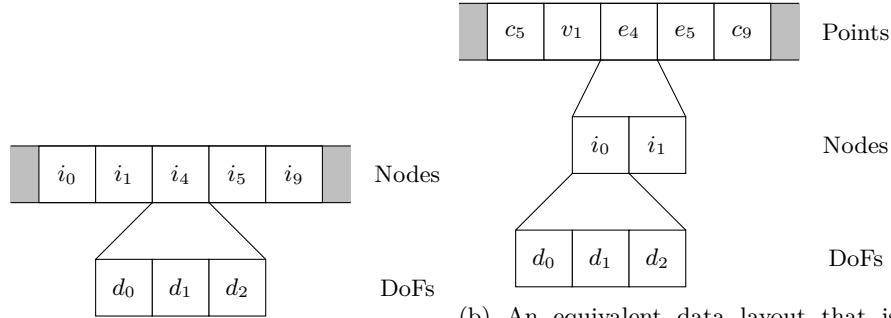 i0 i1 i4 i5 i9 Nodes
d0 d1 d2 DoFs
c5 v1 e4 e5 c9 Points
i0 i1 Nodes
d0 d1 d2 DoFs
(b) An equivalent data layout that is